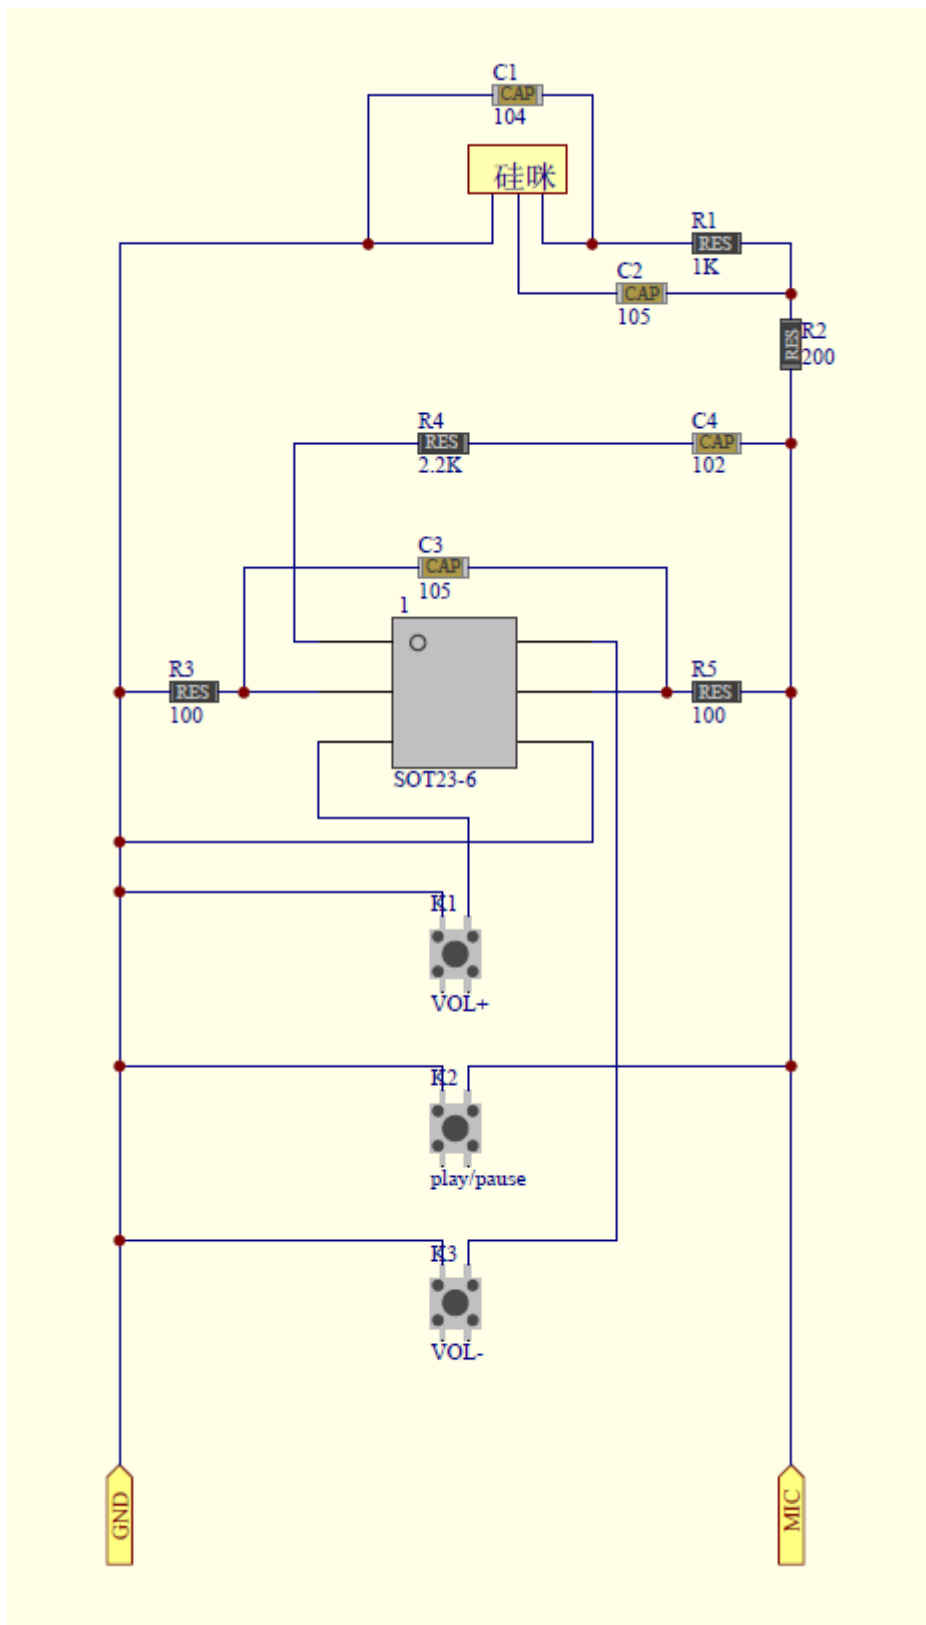 C1
CAP
104
硅咪
R1
RES
1K
C2
CAP
105
R2
RES
200
R4
RES
2.2K
C4
CAP
102
C3
CAP
105
1
R3
RES
100
R5
RES
100
SOT23-6
K1
VOL+
K2
play/pause
K3
VOL-
GND
MIC